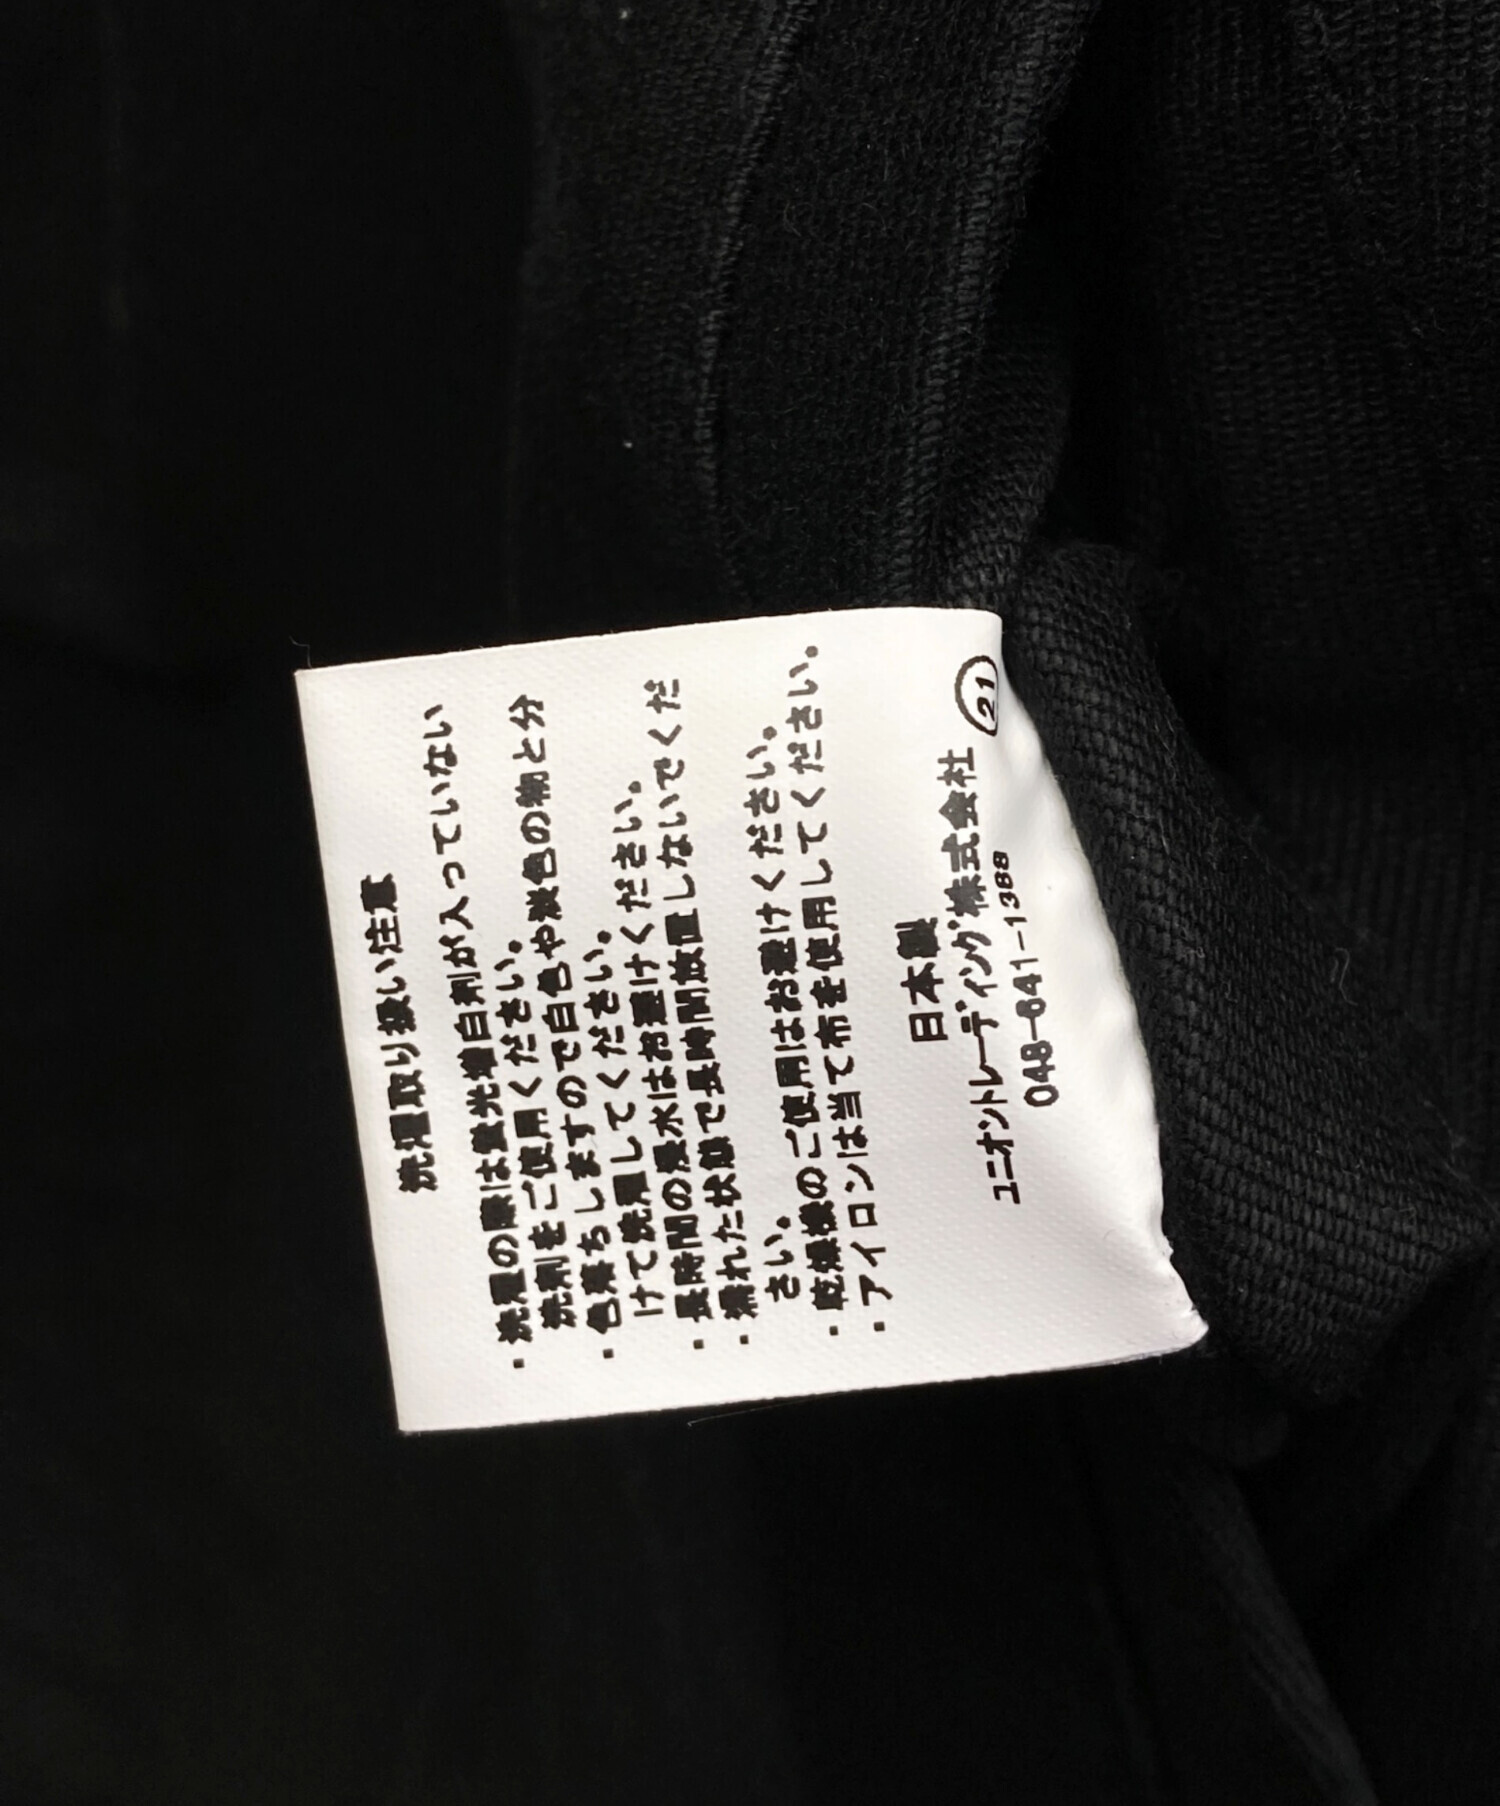 洗濯取り扱い注意
・洗濯の際は蛍光増白剤が入っていない
洗剤をご使用ください。
・色落ちしますので白色や淡色の物と分
けて洗濯してください。
・長時間の浸水はお避けください。
・濡れた状態で長時間放置しないでくだ
さい。
・乾燥機のご使用はお避けください。
・アイロンは当て布を使用してください。
日本製
ユニオントレーディング株式会社 21
048-641-1388